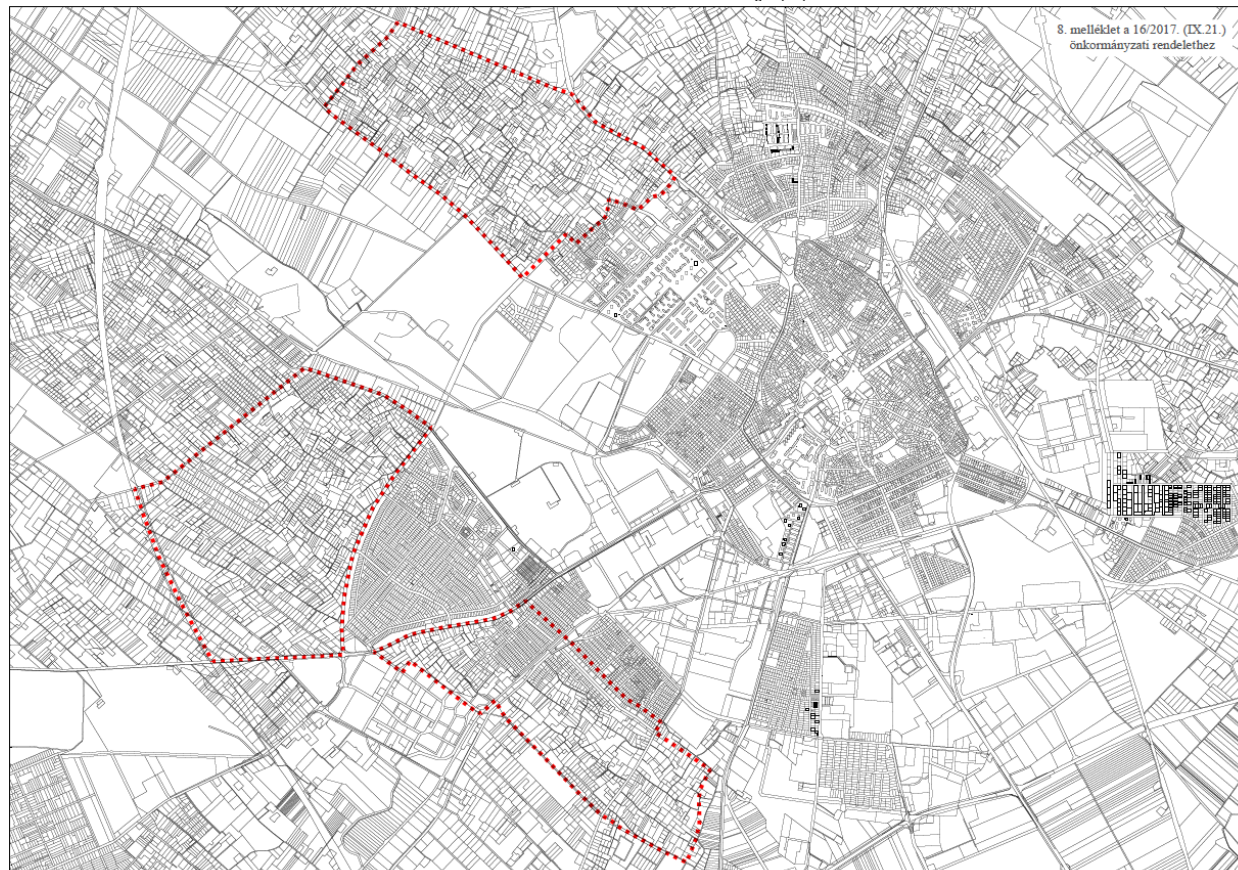 8. melléklet a 16/2017. (IX.21.)
önkormányzati rendelethez